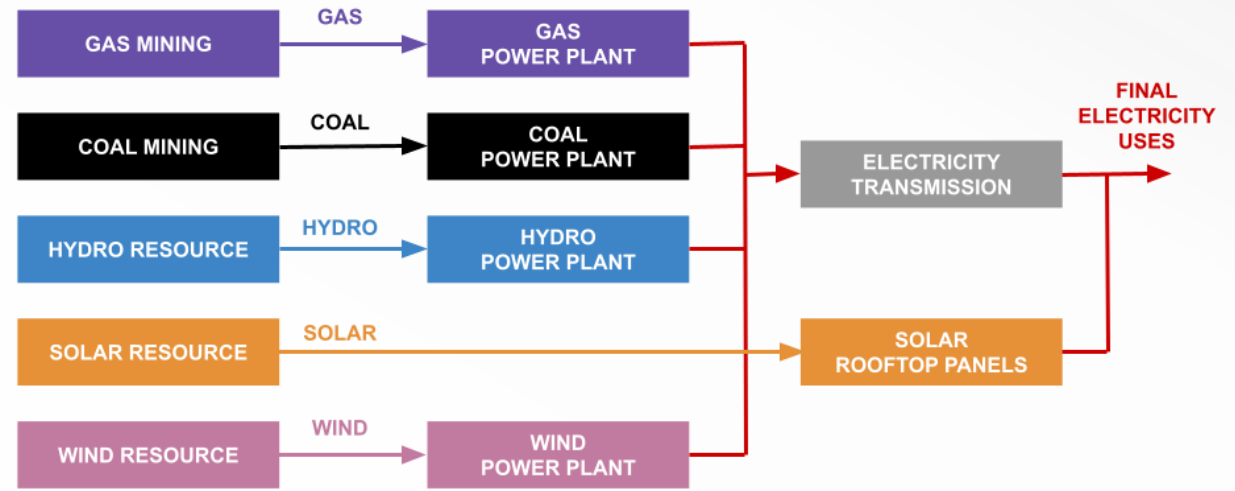 GAS MINING
GAS
GAS
POWER PLANT
COAL MINING
COAL
COAL
POWER PLANT
HYDRO RESOURCE
HYDRO
HYDRO
POWER PLANT
SOLAR RESOURCE
SOLAR
WIND RESOURCE
WIND
WIND
POWER PLANT
ELECTRICITY
TRANSMISSION
SOLAR
ROOFTOP PANELS
FINAL
ELECTRICITY
USES